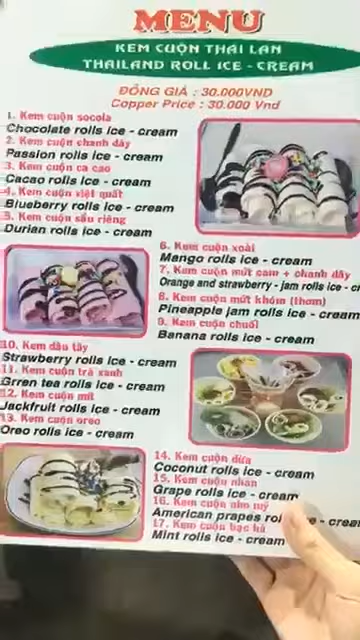 MENU
KEM CUỘN THÁI LAN
THAILAND ROLL ICE - CREAM
ĐỒNG GIÁ : 30.000VND
Copper Price : 30.000 Vnd
1. Kem cuộn socola
Chocolate rolls ice - cream
2. Kem cuộn chanh dây
Passion rolls ice - cream
3. Kem cuộn ca cao
Cacao rolls ice - cream
4. Kem cuộn việt quất
Blueberry rolls ice - cream
5. Kem cuộn sầu riêng
Durian rolls ice - cream
6. Kem cuộn xoài
Mango rolls ice - cream
7. Kem cuộn mứt cam + chanh dây
Orange and strawberry - jam rolls ice - c
8. Kem cuộn mứt khóm (thơm)
Pineapple jam rolls ice - cream
9. Kem cuộn chuối
Banana rolls ice - cream
10. Kem dâu tây
Strawberry rolls ice - cream
11. Kem cuộn trà xanh
Grren tea rolls ice - cream
12. Kem cuộn mít
Jackfruit rolls ice - cream
13. Kem cuộn oreo
Oreo rolls ice - cream
14. Kem cuộn dừa
Coconut rolls ice - cream
15. Kem cuộn nhãn
Grape rolls ice - cream
16. Kem cuộn nho mỹ
American prapes rol e - crea
17. Kem cuộn bạc hà
Mint rolls ice - cream